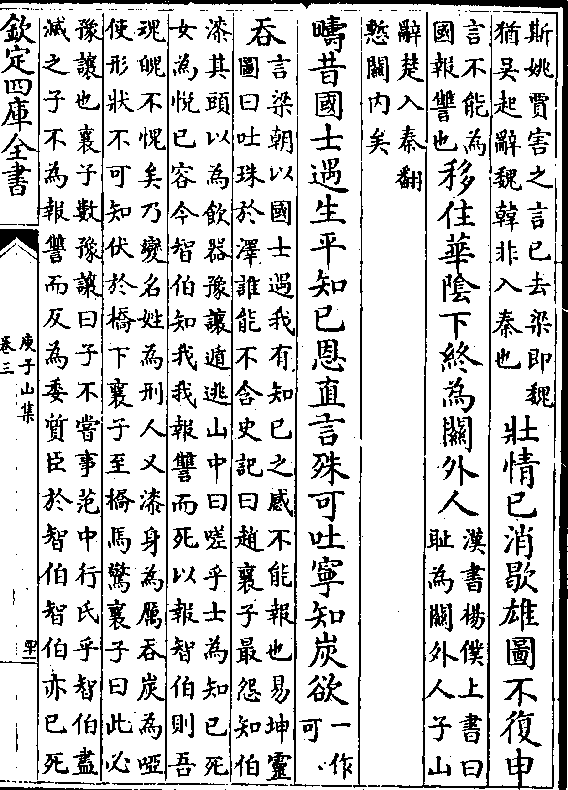 斯姚賈害之言已去梁即魏
猶吳起辭魏韓非入秦也
壯情已消歇雄圖不復申
言不能為
國報讐也
移住華陰下終為關外人
漢書楊僕上書曰
耻為關外人子山
辭楚入秦翻
慙關內矣
疇昔國士遇生平知已恩直言殊可吐寧知炭欲
一作
可
吞
言梁朝以國士遇我有知已之感不能報也易坤靈
圖曰吐珠於澤誰能不含史記曰趙襄子最怨知伯
漆其頭以為飲器豫讓遁逃山中曰嗟乎士為知已死
女為悅已容今智伯知我我報讐而死以報智伯則吾
魂魄不愧矣乃變名姓為刑人又漆身為厲吞炭為啞
使形狀不可知伏於橋下襄子至橋馬驚襄子曰此必
豫讓也襄子數豫讓曰子不嘗事范中行氏乎智伯盡
滅之子不為報讐而反為委質臣於智伯智伯亦已死
欽定四庫全書
庾子山集
卷三